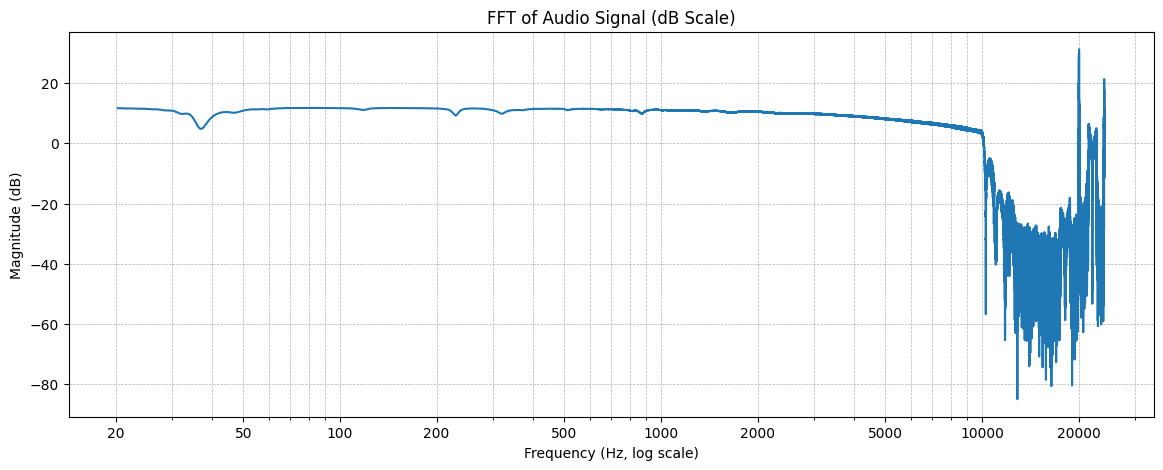 FFT of Audio Signal (dB Scale)
Magnitude (dB)
20
0
−20
−40
−60
−80
20 50 100 200 500 1000 2000 5000 10000 20000
Frequency (Hz, log scale)